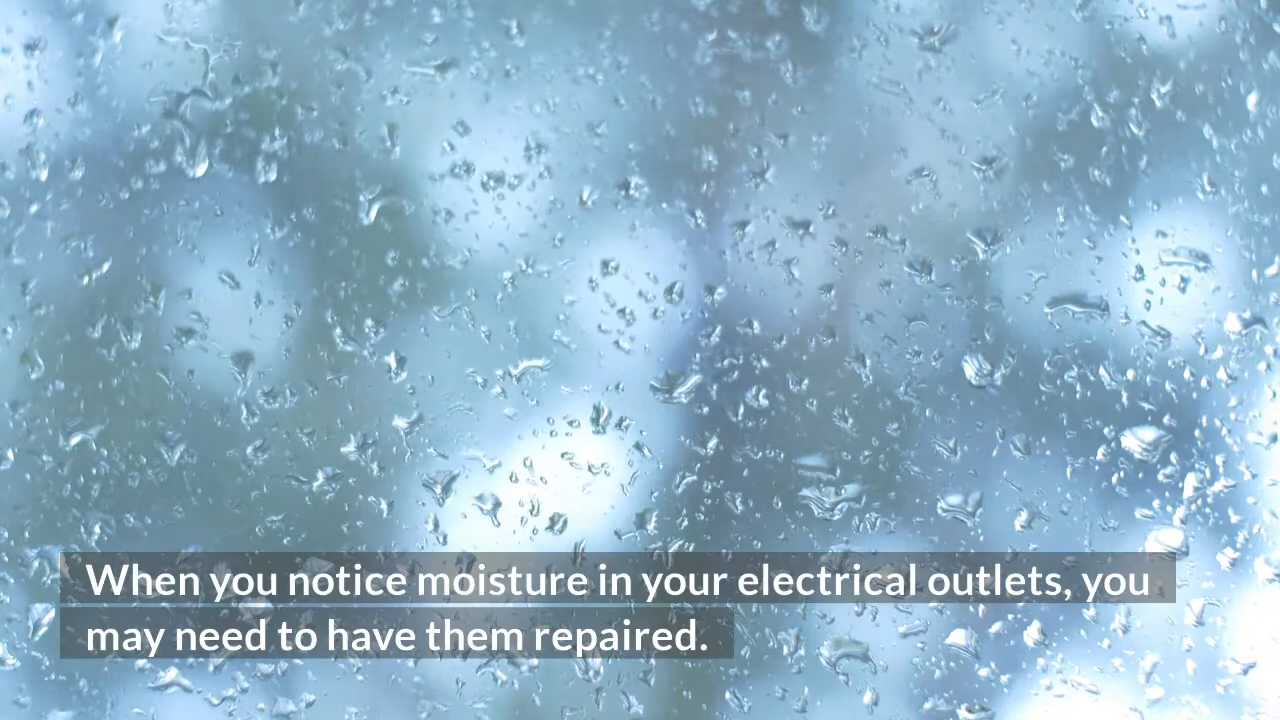 When you notice moisture in your electrical outlets, you
may need to have them repaired.